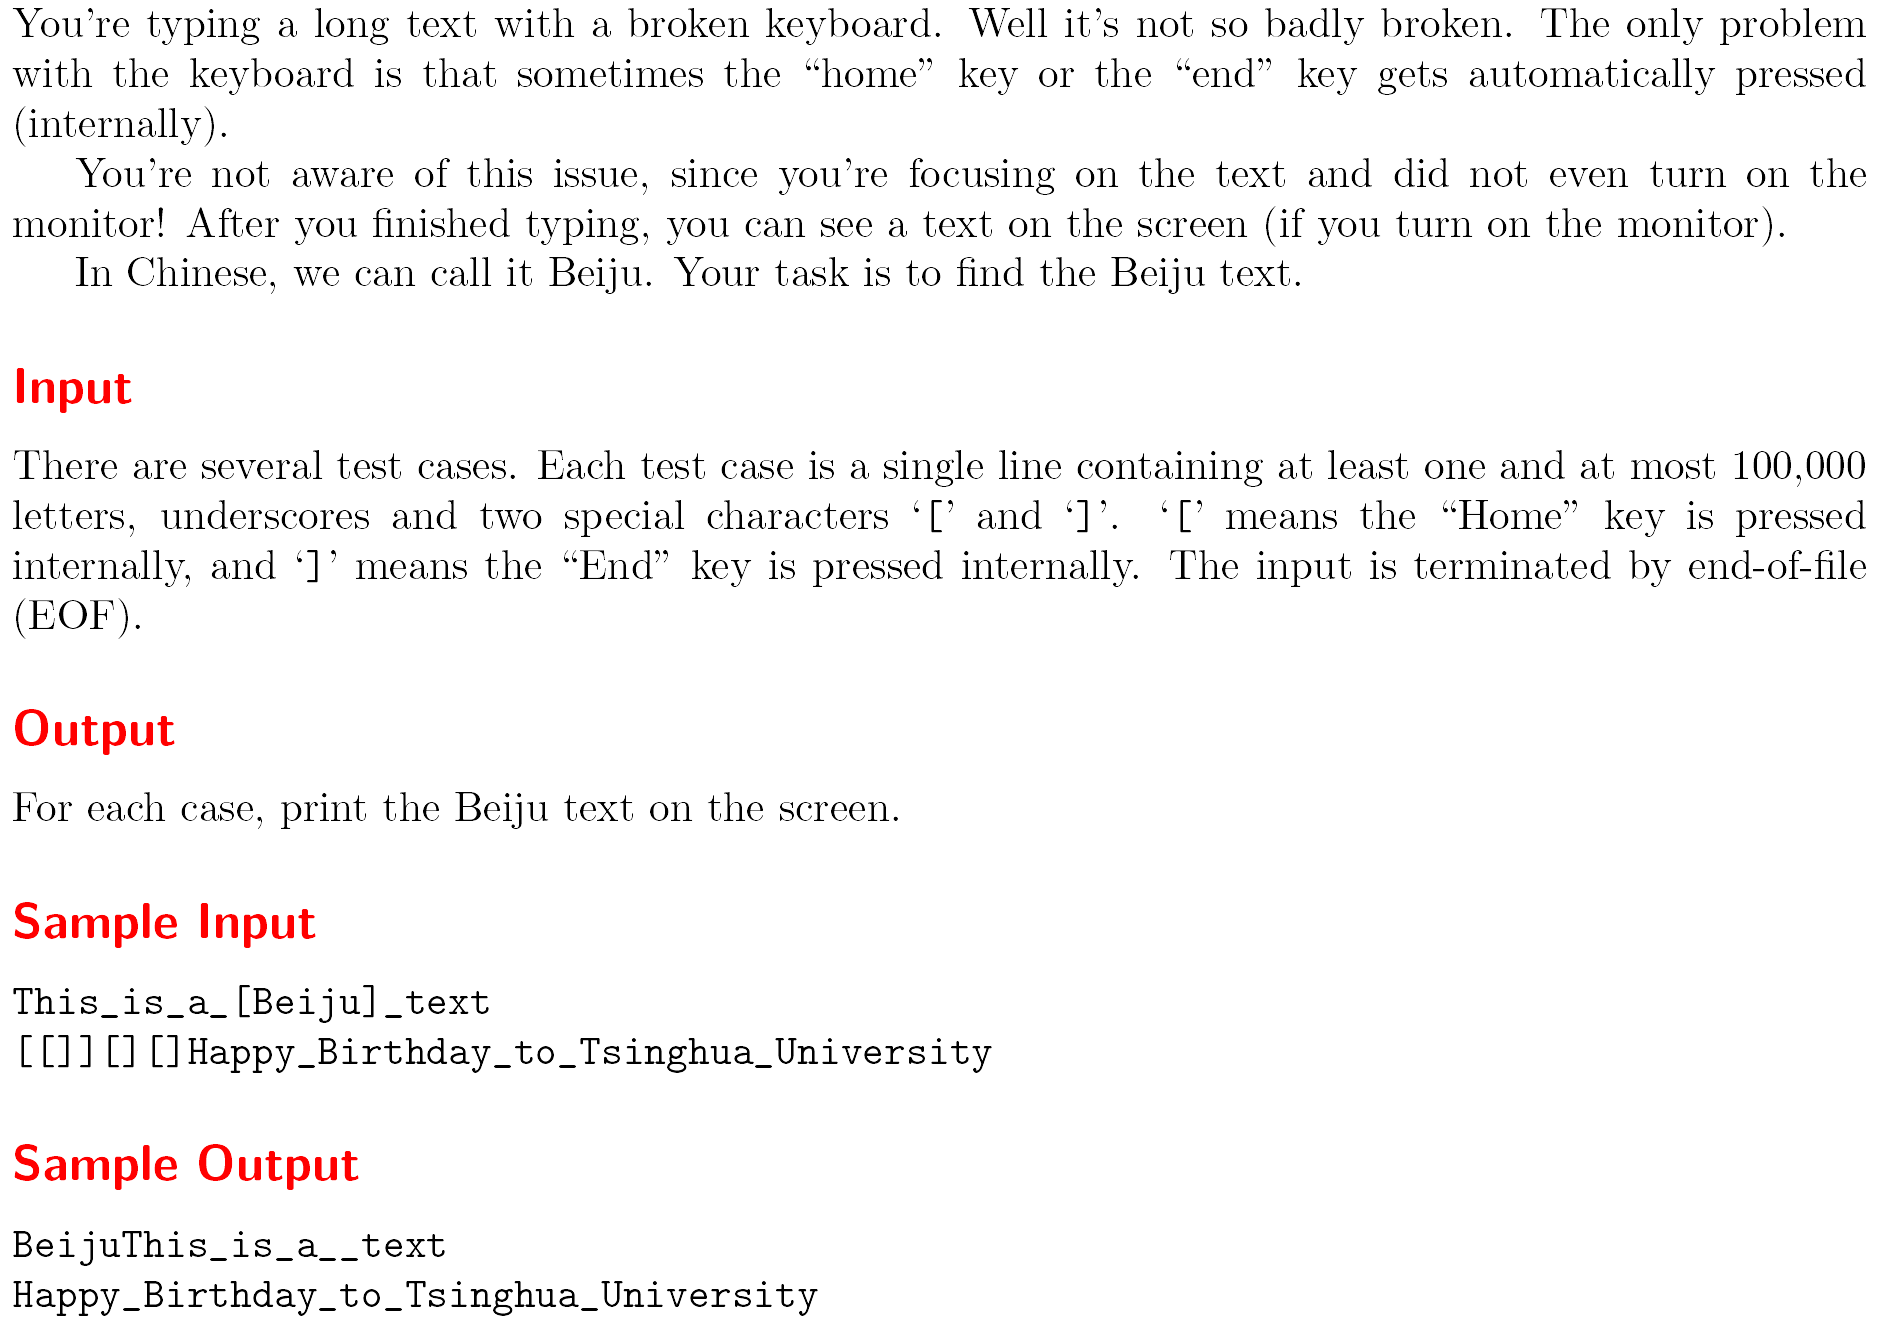 You're typing a long text with a broken keyboard. Well it's not so badly broken. The only problem
with the keyboard is that sometimes the “home” key or the “end” key gets automatically pressed
(internally).
You're not aware of this issue, since you're focusing on the text and did not even turn on the
monitor! After you finished typing, you can see a text on the screen (if you turn on the monitor).
In Chinese, we can call it Beiju. Your task is to find the Beiju text.
Input
There are several test cases. Each test case is a single line containing at least one and at most 100,000
letters, underscores and two special characters ‘[’ and ‘]’. ‘[’ means the “Home” key is pressed
internally, and ‘]’ means the “End” key is pressed internally. The input is terminated by end-of-file
(EOF).
Output
For each case, print the Beiju text on the screen.
Sample Input
This_is_a_[Beiju]_text
[[]][][]Happy_Birthday_to_Tsinghua_University
Sample Output
BeijuThis_is_a__text
Happy_Birthday_to_Tsinghua_University